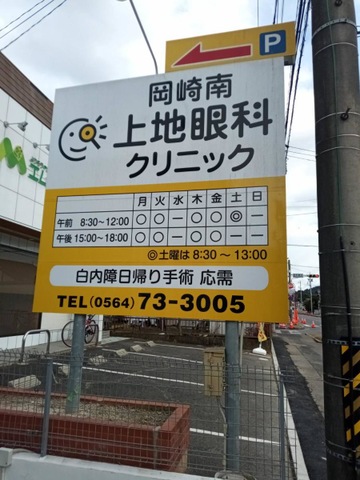 P
岡崎南
上地眼科
クリニック
月 火 水 木 金 土 日
午前 8:30~12:00 ○ ○ ー ○ ○ ◎ ー
午後 15:00~18:00 ○ ○ ー ○ ○ ー ー
◎土曜は 8:30~13:00
白内障日帰り手術 応需
TEL(0564)73-3005